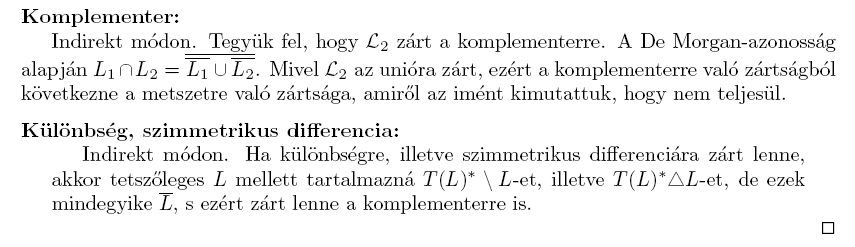 Komplementer:
Indirekt módon. Tegyük fel, hogy $\mathcal{L}_2$ zárt a komplementerre. A De Morgan-azonosság
alapján $L_1 \cap L_2 = \overline{\overline{L_1} \cup \overline{L_2}}$. Mivel $\mathcal{L}_2$ az unióra zárt, ezért a komplementerre való zártságból
következne a metszetre való zártsága, amiről az imént kimutattuk, hogy nem teljesül.
Különbség, szimmetrikus differencia:
Indirekt módon. Ha különbségre, illetve szimmetrikus differenciára zárt lenne,
akkor tetszőleges $L$ mellett tartalmazná $T(L)^* \setminus L$-et, illetve $T(L)^* \triangle L$-et, de ezek
mindegyike $\overline{L}$, s ezért zárt lenne a komplementerre is.
□